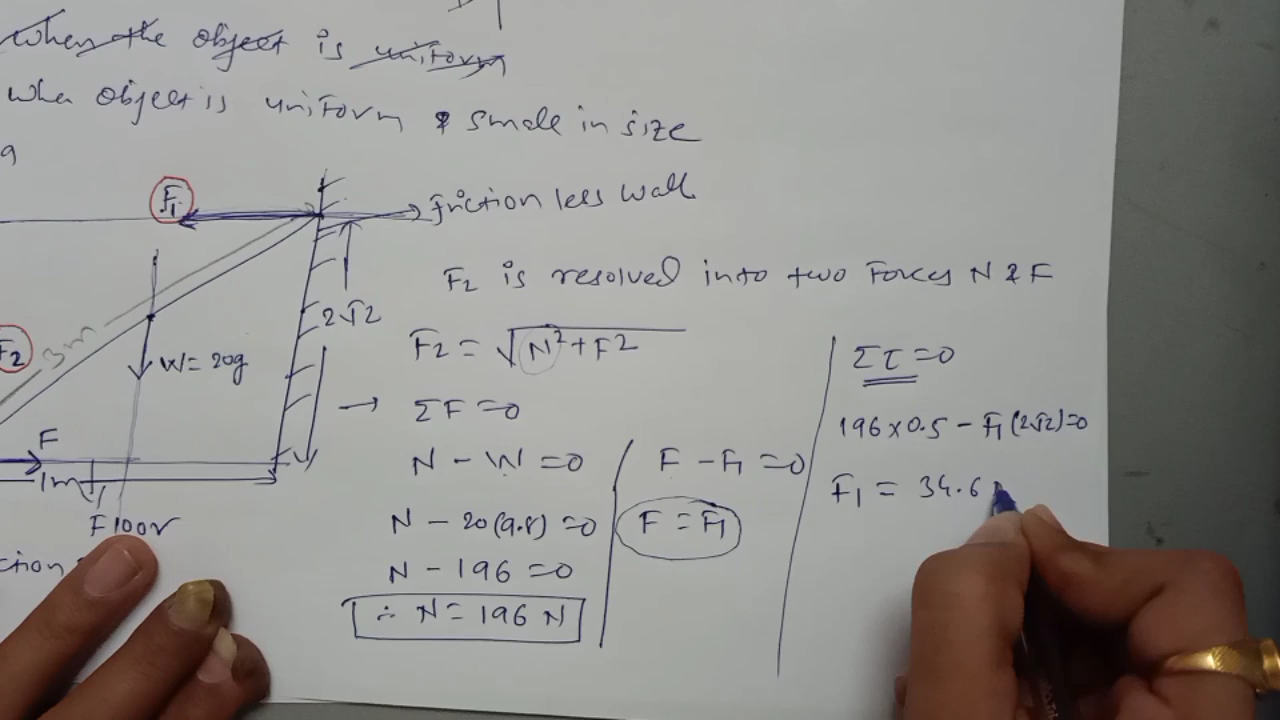 When the object is uniform
When object is uniform & small in size
g
F₁
friction less wall
F₂ is resolved into two Forces N & F
2√2
F₂
3m
W = 20g
F
1m
Floor
ction
F₂ = √N²+F²
ΣF = 0
N - W = 0
N - 20(9.8) = 0
N - 196 = 0
∴ N = 196 N
F - F₁ = 0
F = F₁
Στ = 0
196 × 0.5 - F₁(2√2) = 0
F₁ = 34.6